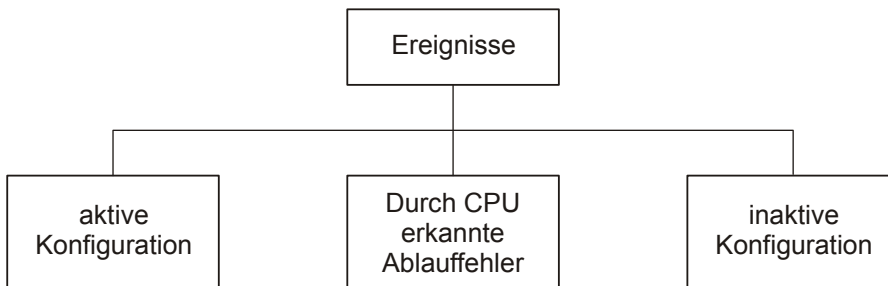 Ereignisse
aktive
Konfiguration
Durch CPU
erkannte
Ablauffehler
inaktive
Konfiguration